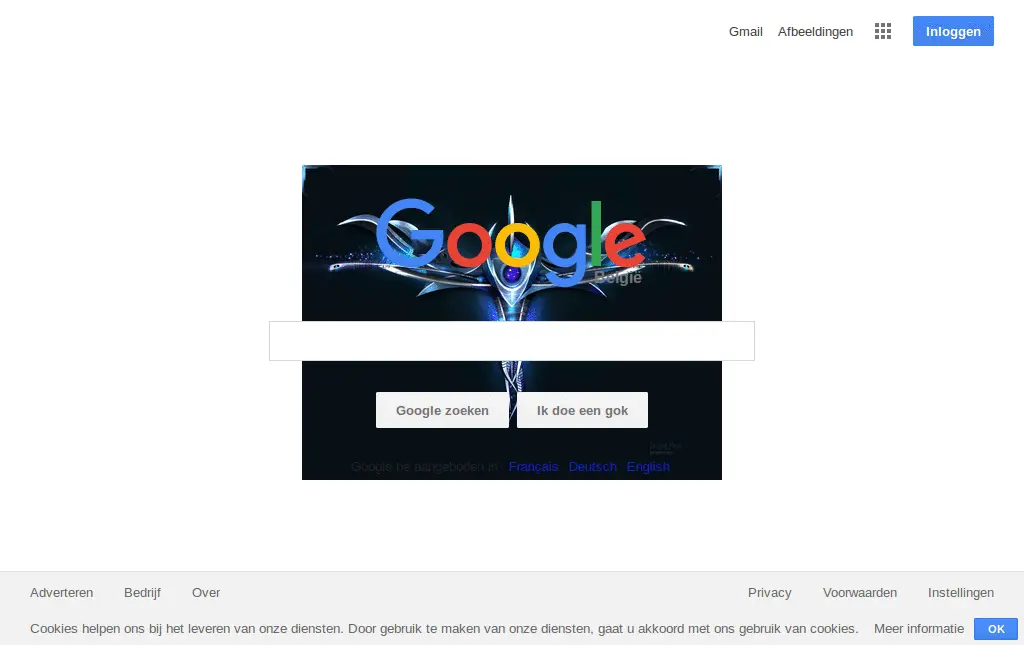 Gmail Afbeeldingen Inloggen
Google
België
Google zoeken Ik doe een gok
Google.be aangeboden in: Français Deutsch English
Adverteren Bedrijf Over Privacy Voorwaarden Instellingen
Cookies helpen ons bij het leveren van onze diensten. Door gebruik te maken van onze diensten, gaat u akkoord met ons gebruik van cookies. Meer informatie OK